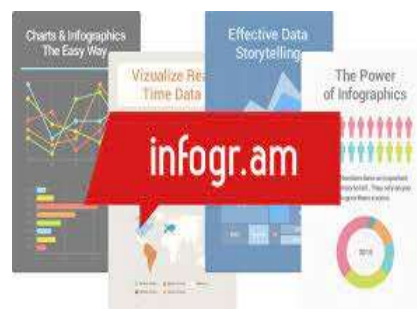 Charts & Infographics
The Easy Way
Vizualize Rea
Time Data
Effective Data
Storytelling
The Power
of Infographics
infogr.am